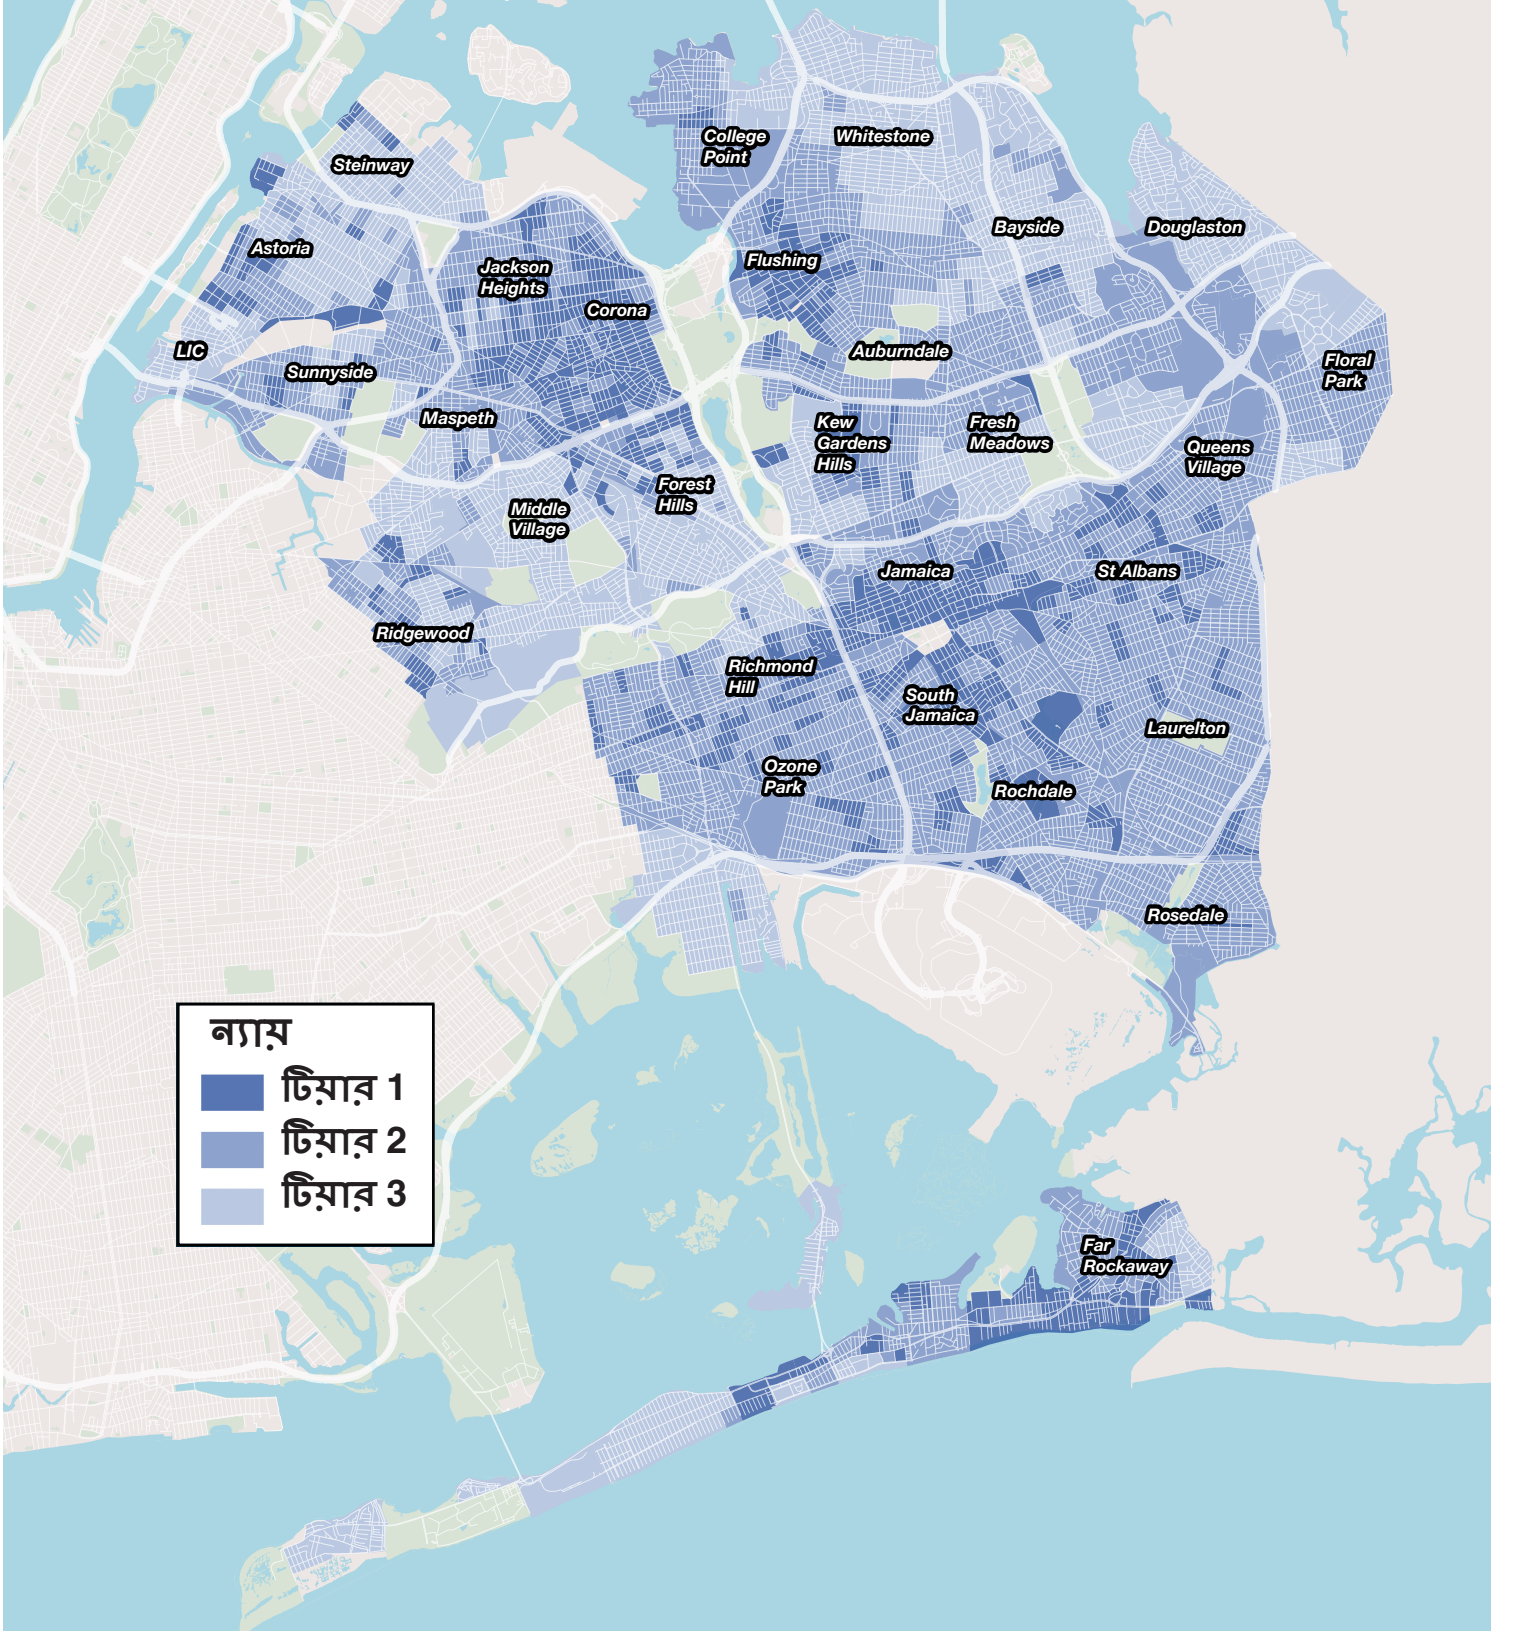 College
Point
Whitestone
Steinway
Bayside
Douglaston
Astoria
Flushing
Jackson
Heights
Corona
LIC
Auburndale
Sunnyside
Floral
Park
Maspeth
Kew
Gardens
Hills
Fresh
Meadows
Queens
Village
Forest
Hills
Middle
Village
Jamaica
St Albans
Ridgewood
Richmond
Hill
South
Jamaica
Laurelton
Ozone
Park
Rochdale
Rosedale
ন্যায়
টিয়ার 1
টিয়ার 2
টিয়ার 3
Far
Rockaway